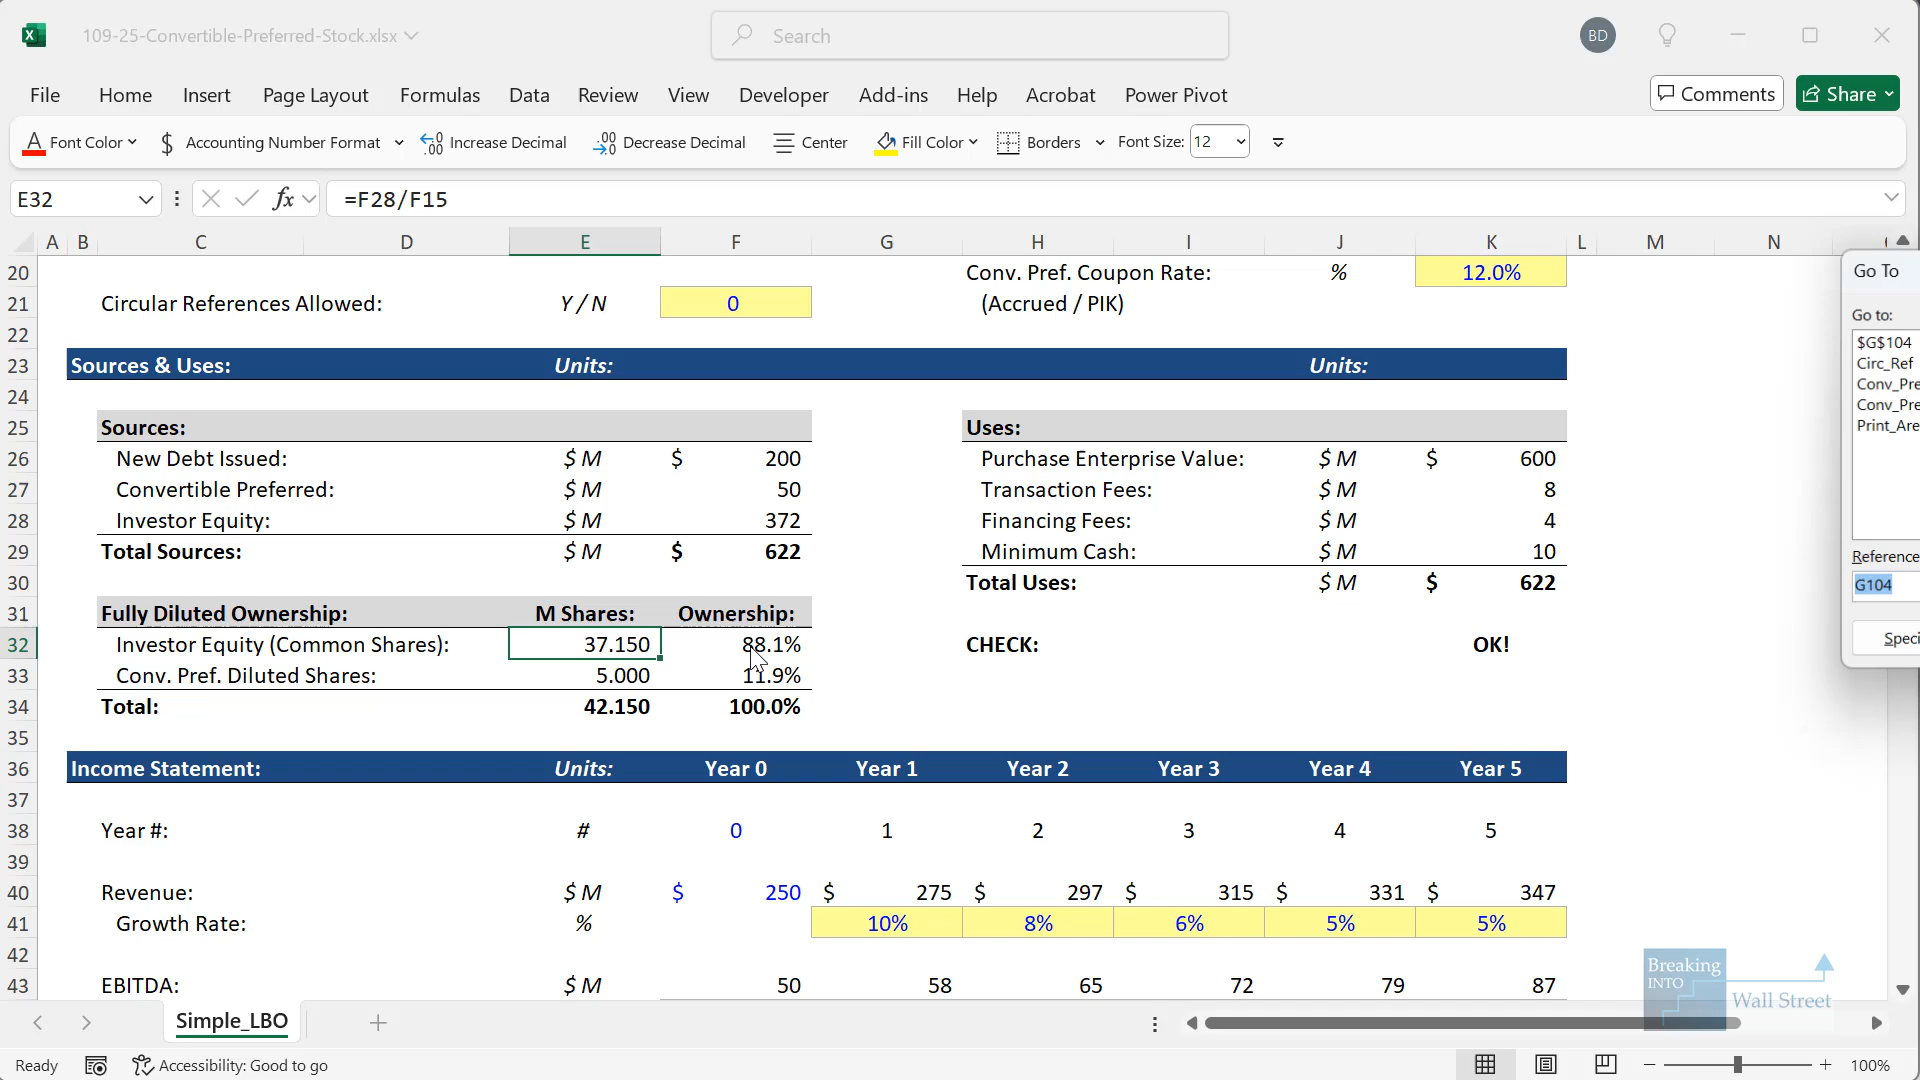 109-25-Convertible-Preferred-Stock.xlsx
Search
BD
File Home Insert Page Layout Formulas Data Review View Developer Add-ins Help Acrobat Power Pivot Comments Share
Font Color $ Accounting Number Format Increase Decimal Decrease Decimal Center Fill Color Borders Font Size: 12
E32 fx =F28/F15
A B C D E F G H I J K L M N
20 Conv. Pref. Coupon Rate: % 12.0%
21 Circular References Allowed: Y / N 0 (Accrued / PIK)
22
23 Sources & Uses: Units: Units:
24
25 Sources: Uses:
26 New Debt Issued: $ M $ 200 Purchase Enterprise Value: $ M $ 600
27 Convertible Preferred: $ M 50 Transaction Fees: $ M 8
28 Investor Equity: $ M 372 Financing Fees: $ M 4
29 Total Sources: $ M $ 622 Minimum Cash: $ M 10
30 Total Uses: $ M $ 622
31 Fully Diluted Ownership: M Shares: Ownership:
32 Investor Equity (Common Shares): 37.150 88.1% CHECK: OK!
33 Conv. Pref. Diluted Shares: 5.000 11.9%
34 Total: 42.150 100.0%
35
36 Income Statement: Units: Year 0 Year 1 Year 2 Year 3 Year 4 Year 5
37
38 Year #: # 0 1 2 3 4 5
39
40 Revenue: $ M $ 250 $ 275 $ 297 $ 315 $ 331 $ 347
41 Growth Rate: % 10% 8% 6% 5% 5%
42
43 EBITDA: $ M 50 58 65 72 79 87
Go To
Go to:
$G$104
Circ_Ref
Conv_Pre
Conv_Pre
Print_Are
Reference
G104
Speci
Breaking
INTO
Wall Street
Simple_LBO
Ready Accessibility: Good to go 100%